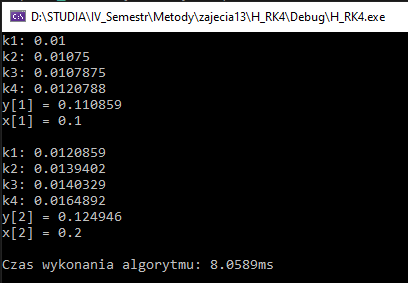 D:\STUDIA\IV_Semestr\Metody\zajecia13\H_RK4\Debug\H_RK4.exe
k1: 0.01
k2: 0.01075
k3: 0.0107875
k4: 0.0120788
y[1] = 0.110859
x[1] = 0.1
k1: 0.0120859
k2: 0.0139402
k3: 0.0140329
k4: 0.0164892
y[2] = 0.124946
x[2] = 0.2
Czas wykonania algorytmu: 8.0589ms